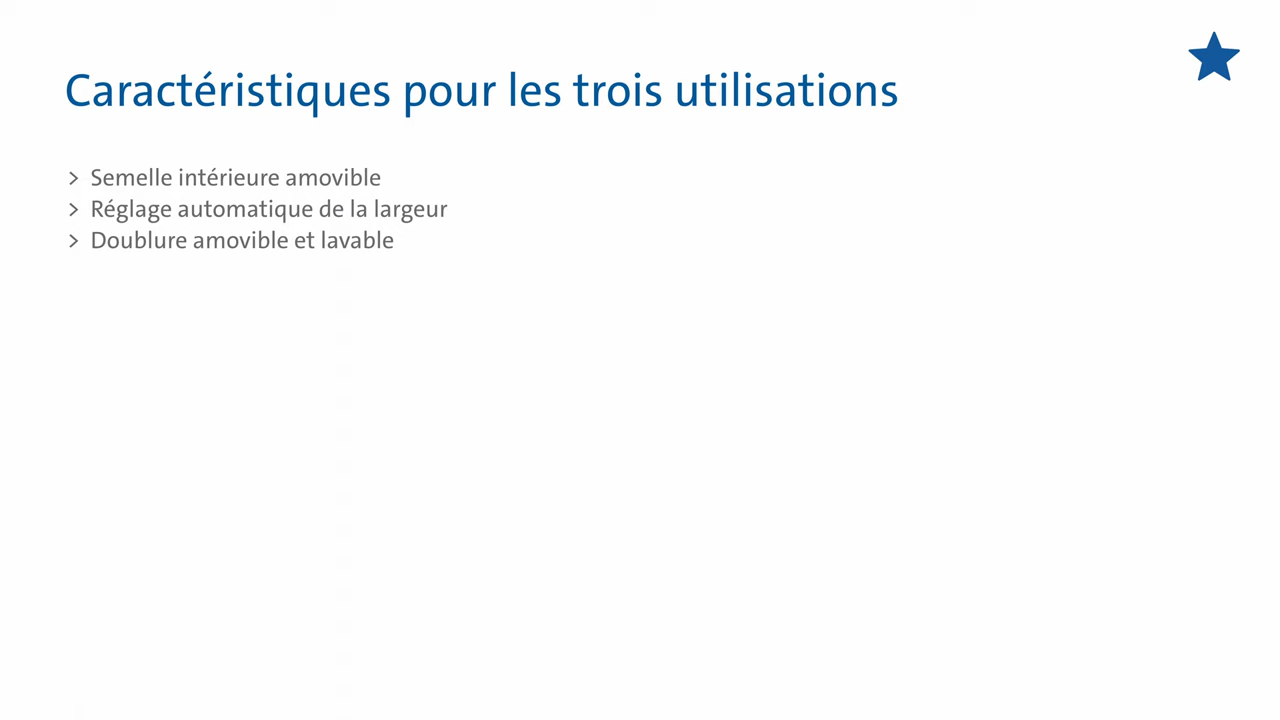 Caractéristiques pour les trois utilisations
> Semelle intérieure amovible
> Réglage automatique de la largeur
> Doublure amovible et lavable